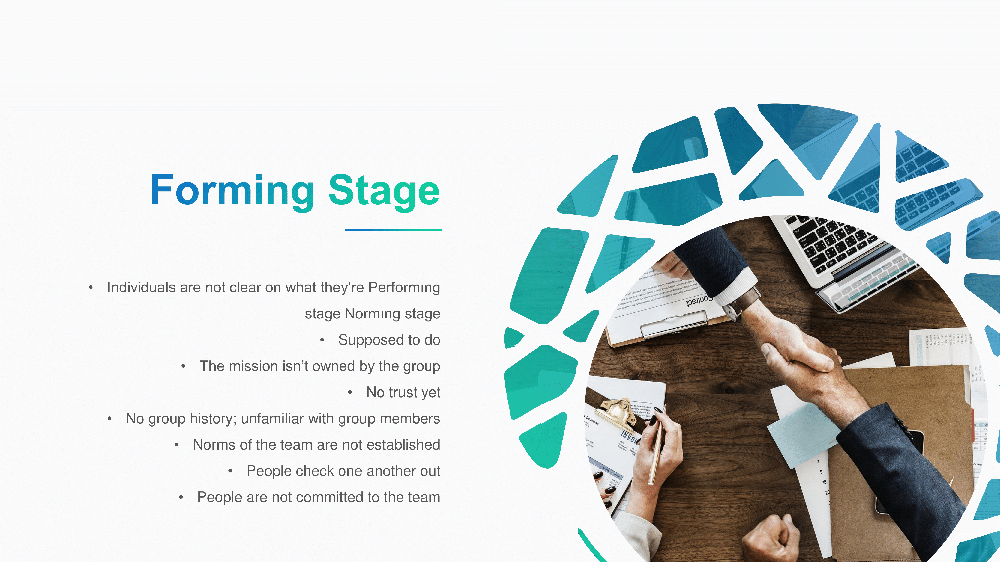 Forming Stage
• Individuals are not clear on what they're Performing
stage Norming stage
• Supposed to do
• The mission isn't owned by the group
• No trust yet
• No group history; unfamiliar with group members
• Norms of the team are not established
• People check one another out
• People are not committed to the team
Contract